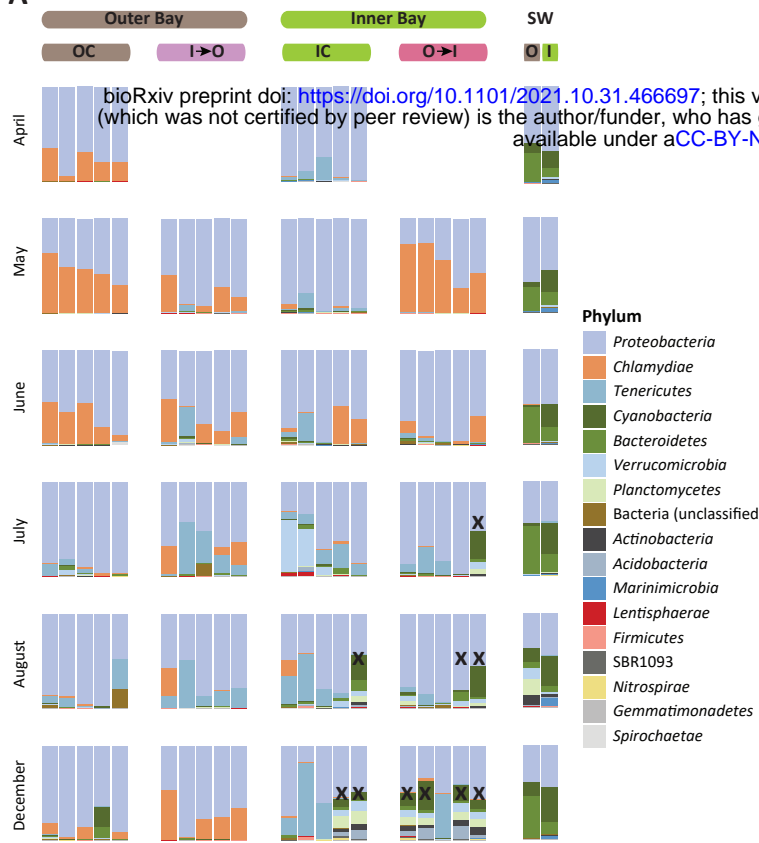 Outer Bay Inner Bay SW
OC I→O IC O→I O I
bioRxiv preprint doi: https://doi.org/10.1101/2021.10.31.466697; this v
(which was not certified by peer review) is the author/funder, who has
available under aCC-BY-N
April
May
June
July
X
August
X X X
December
X X X X X X
Phylum
Proteobacteria
Chlamydiae
Tenericutes
Cyanobacteria
Bacteroidetes
Verrucomicrobia
Planctomycetes
Bacteria (unclassified
Actinobacteria
Acidobacteria
Marinimicrobia
Lentisphaerae
Firmicutes
SBR1093
Nitrospirae
Gemmatimonadetes
Spirochaetae